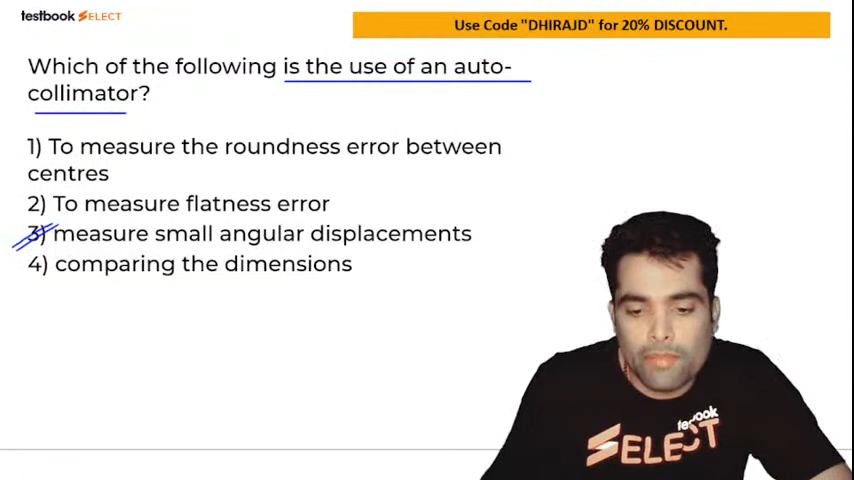 testbook SELECT
Use Code "DHIRAJD" for 20% DISCOUNT.
Which of the following is the use of an auto-
collimator?
1) To measure the roundness error between
centres
2) To measure flatness error
3) measure small angular displacements
4) comparing the dimensions
testbook
SELECT